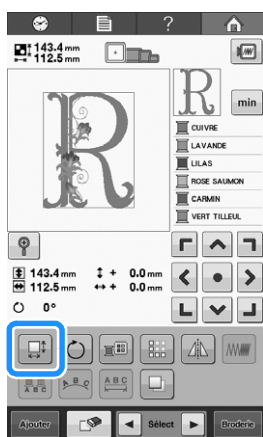 ?
143.4 mm
112.5 mm
R
R
min
CUIVRE
LAVANDE
LILAS
ROSE SAUMON
CARMIN
VERT TILLEUL
143.4 mm + 0.0 mm
112.5 mm + 0.0 mm
0°
A B C A B C A B C
Ajouter Sélect Broderie